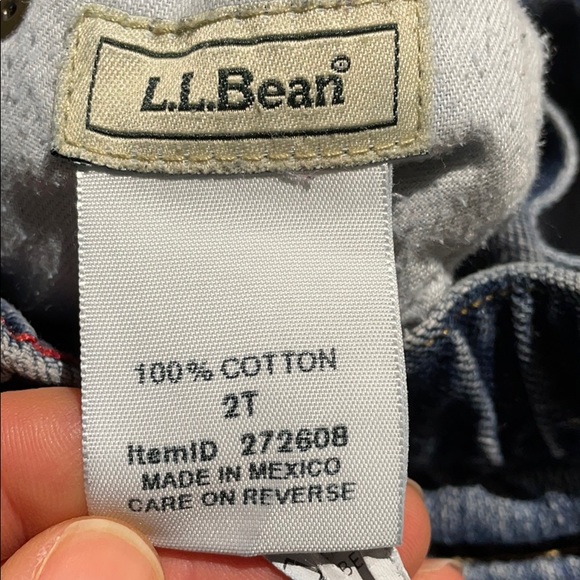 L.L.Bean®
100% COTTON
2T
ItemID 272608
MADE IN MEXICO
CARE ON REVERSE